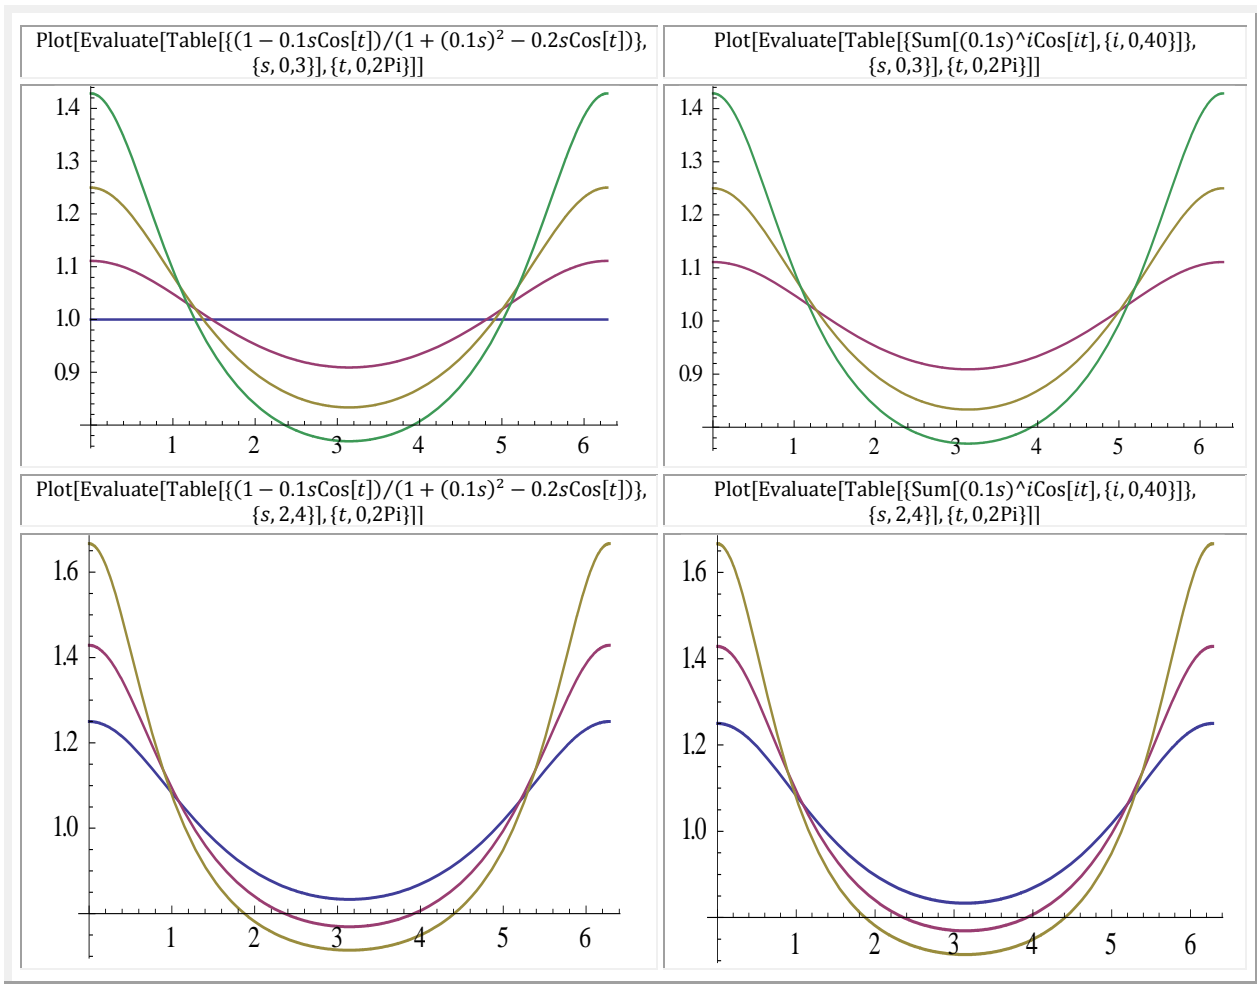 Plot[Evaluate[Table[{(1 − 0.1sCos[t])/(1 + (0.1s)² − 0.2sCos[t])},
{s, 0,3}], {t, 0,2Pi}]]
Plot[Evaluate[Table[{Sum[(0.1s)^iCos[it], {i, 0,40}]},
{s, 0,3}], {t, 0,2Pi}]]
1.4
1.3
1.2
1.1
1.0
0.9
1 2 3 4 5 6
1.4
1.3
1.2
1.1
1.0
0.9
1 2 3 4 5 6
Plot[Evaluate[Table[{(1 − 0.1sCos[t])/(1 + (0.1s)² − 0.2sCos[t])},
{s, 2,4}], {t, 0,2Pi}]]
Plot[Evaluate[Table[{Sum[(0.1s)^iCos[it], {i, 0,40}]},
{s, 2,4}], {t, 0,2Pi}]]
1.6
1.4
1.2
1.0
1 2 3 4 5 6
1.6
1.4
1.2
1.0
1 2 3 4 5 6